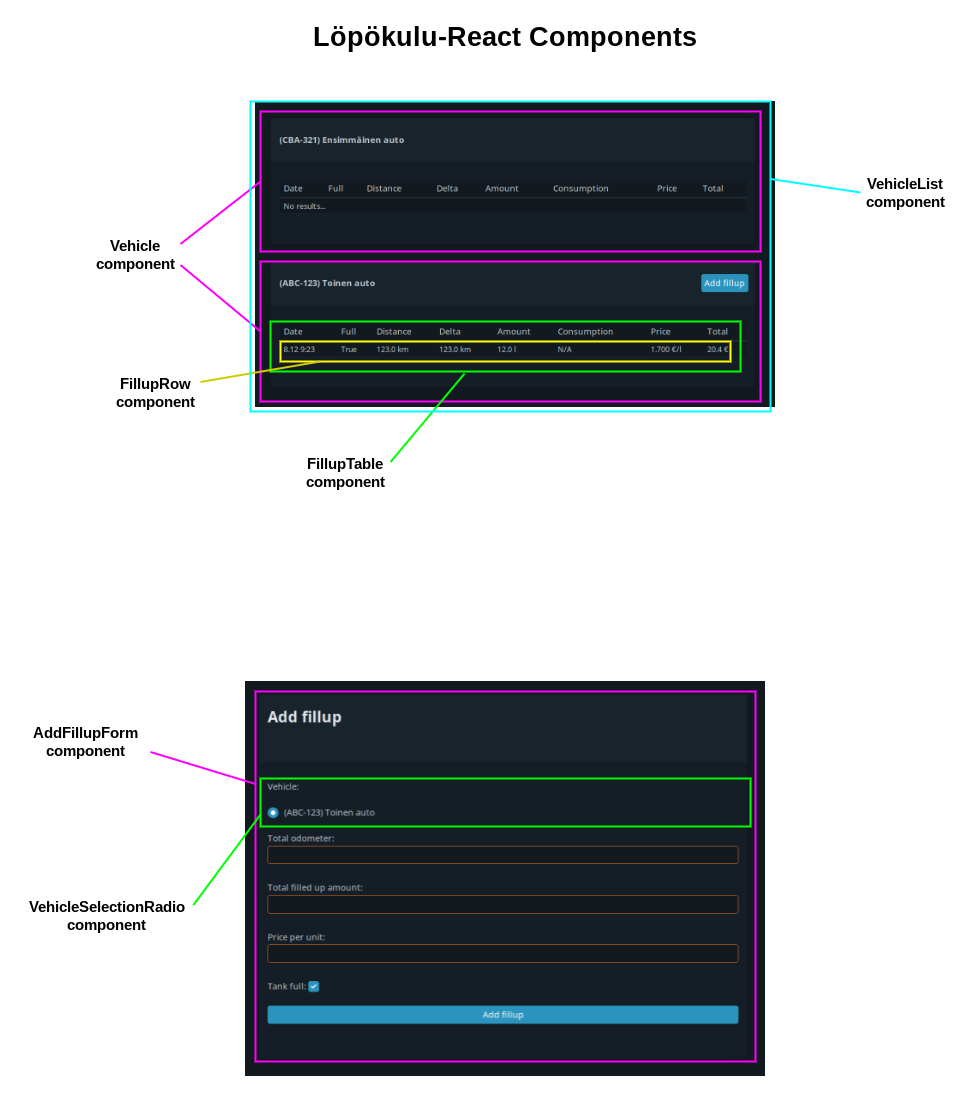 Löpökulu-React Components
(CBA-321) Ensimmäinen auto
Date Full Distance Delta Amount Consumption Price Total
No results...
VehicleList
component
Vehicle
component
(ABC-123) Toinen auto Add fillup
Date Full Distance Delta Amount Consumption Price Total
8.12 9:23 True 123.0 km 123.0 km 12.0 l N/A 1.700 €/l 20.4 €
FillupRow
component
FillupTable
component
Add fillup
AddFillupForm
component
Vehicle:
(ABC-123) Toinen auto
Total odometer:
Total filled up amount:
VehicleSelectionRadio
component
Price per unit:
Tank full:
Add fillup